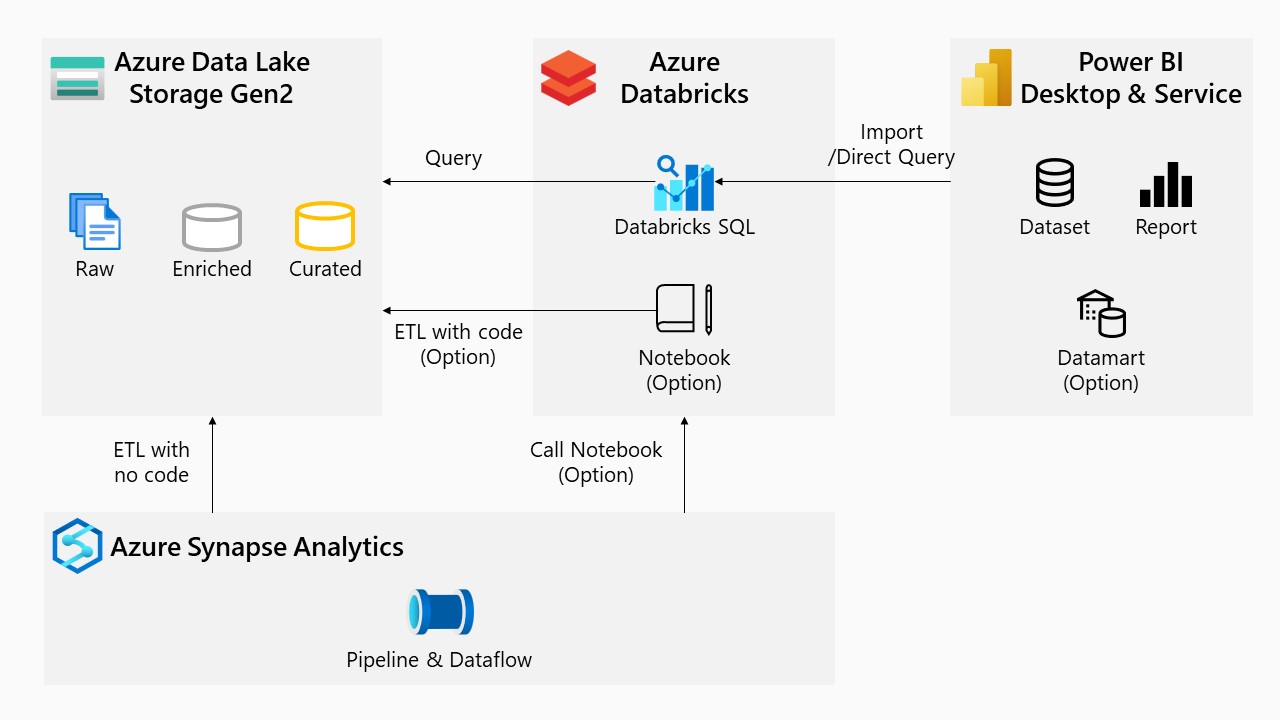 Azure Data Lake
Storage Gen2
Raw
Enriched
Curated
Query
ETL with code
(Option)
Azure
Databricks
Databricks SQL
Notebook
(Option)
Import
/Direct Query
Power BI
Desktop & Service
Dataset
Report
Datamart
(Option)
ETL with
no code
Call Notebook
(Option)
Azure Synapse Analytics
Pipeline & Dataflow